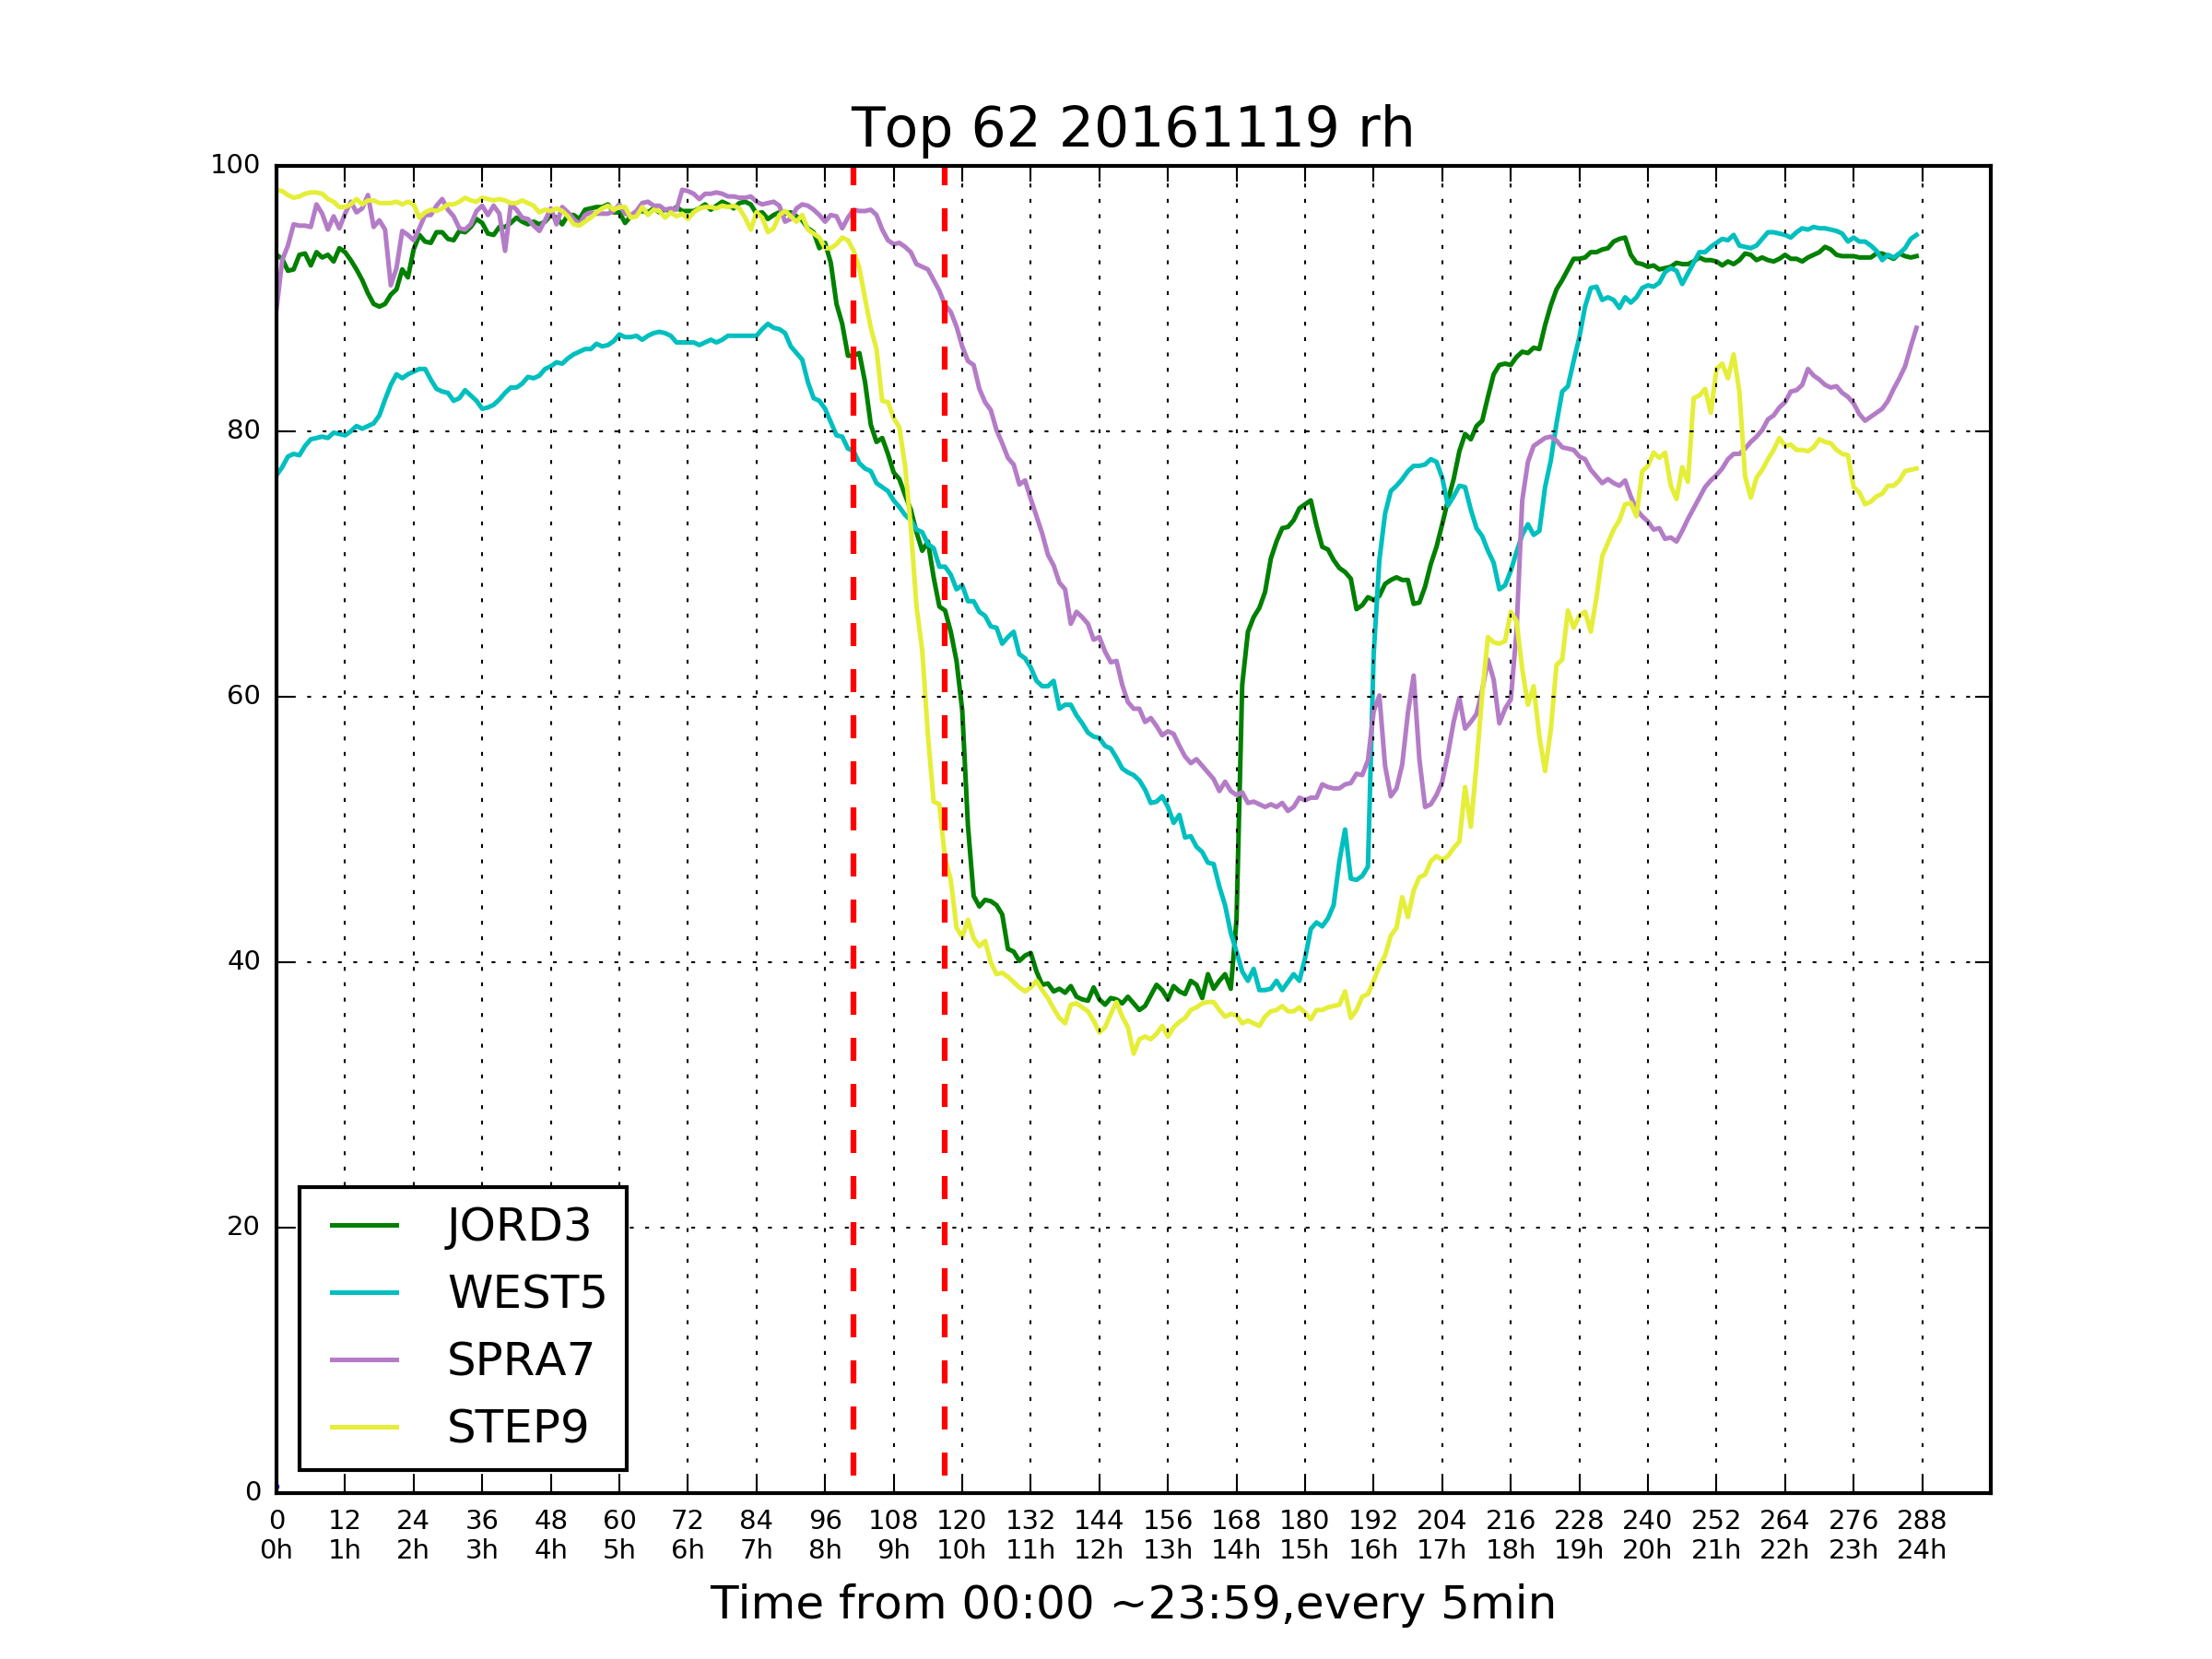 Top 62 20161119 rh
100
80
60
40
20
0
JORD3
WEST5
SPRA7
STEP9
0 12 24 36 48 60 72 84 96 108 120 132 144 156 168 180 192 204 216 228 240 252 264 276 288
0h 1h 2h 3h 4h 5h 6h 7h 8h 9h 10h 11h 12h 13h 14h 15h 16h 17h 18h 19h 20h 21h 22h 23h 24h
Time from 00:00 ~23:59,every 5min